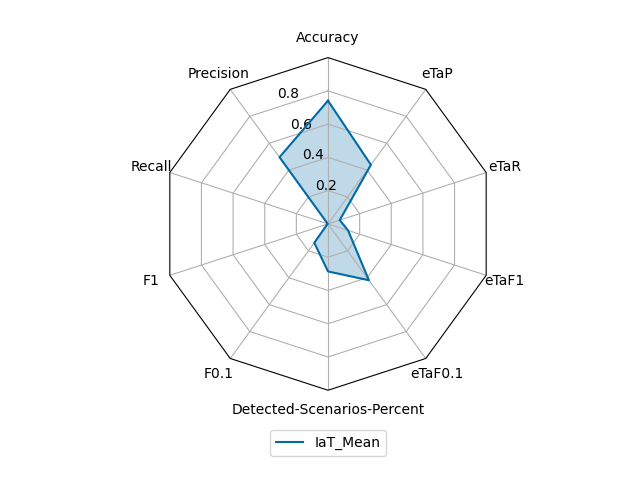 Accuracy
Precision
eTaP
0.8
0.6
0.4
0.2
Recall
eTaR
F1
eTaF1
F0.1
eTaF0.1
Detected-Scenarios-Percent
IaT_Mean